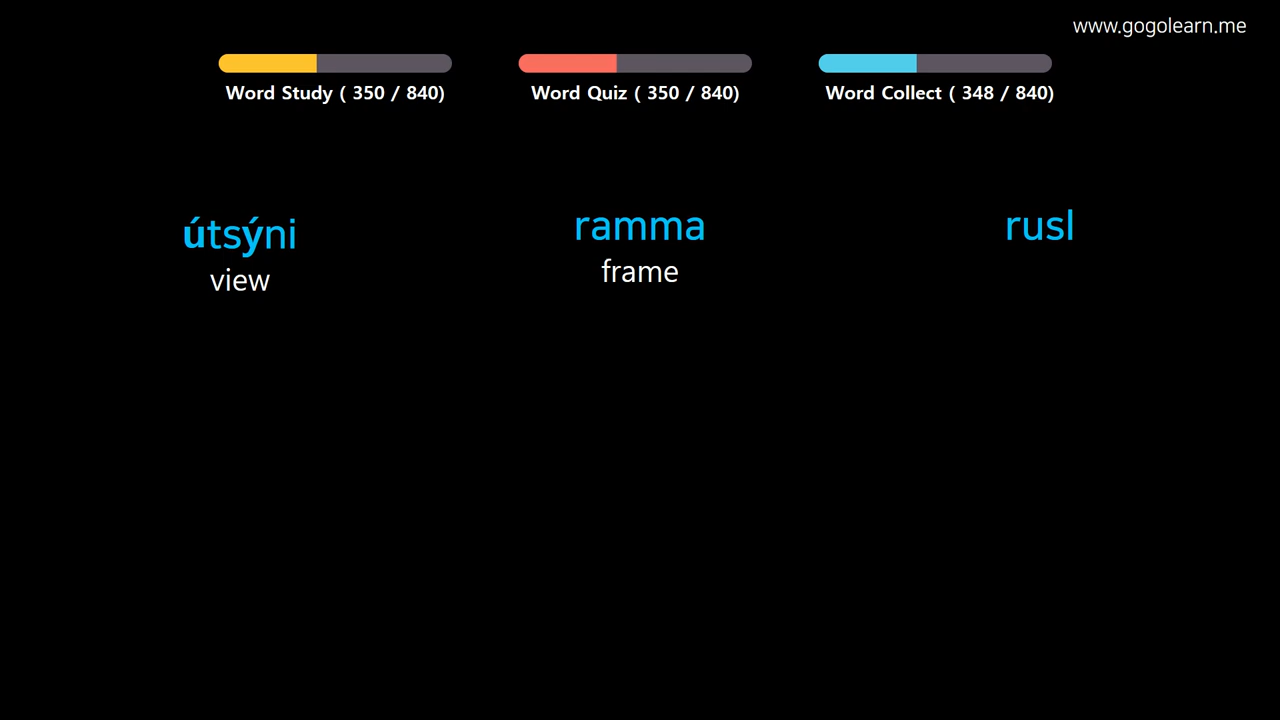 www.gogolearn.me
Word Study ( 350 / 840)
Word Quiz ( 350 / 840)
Word Collect ( 348 / 840)
útsýni
view
ramma
frame
rusl